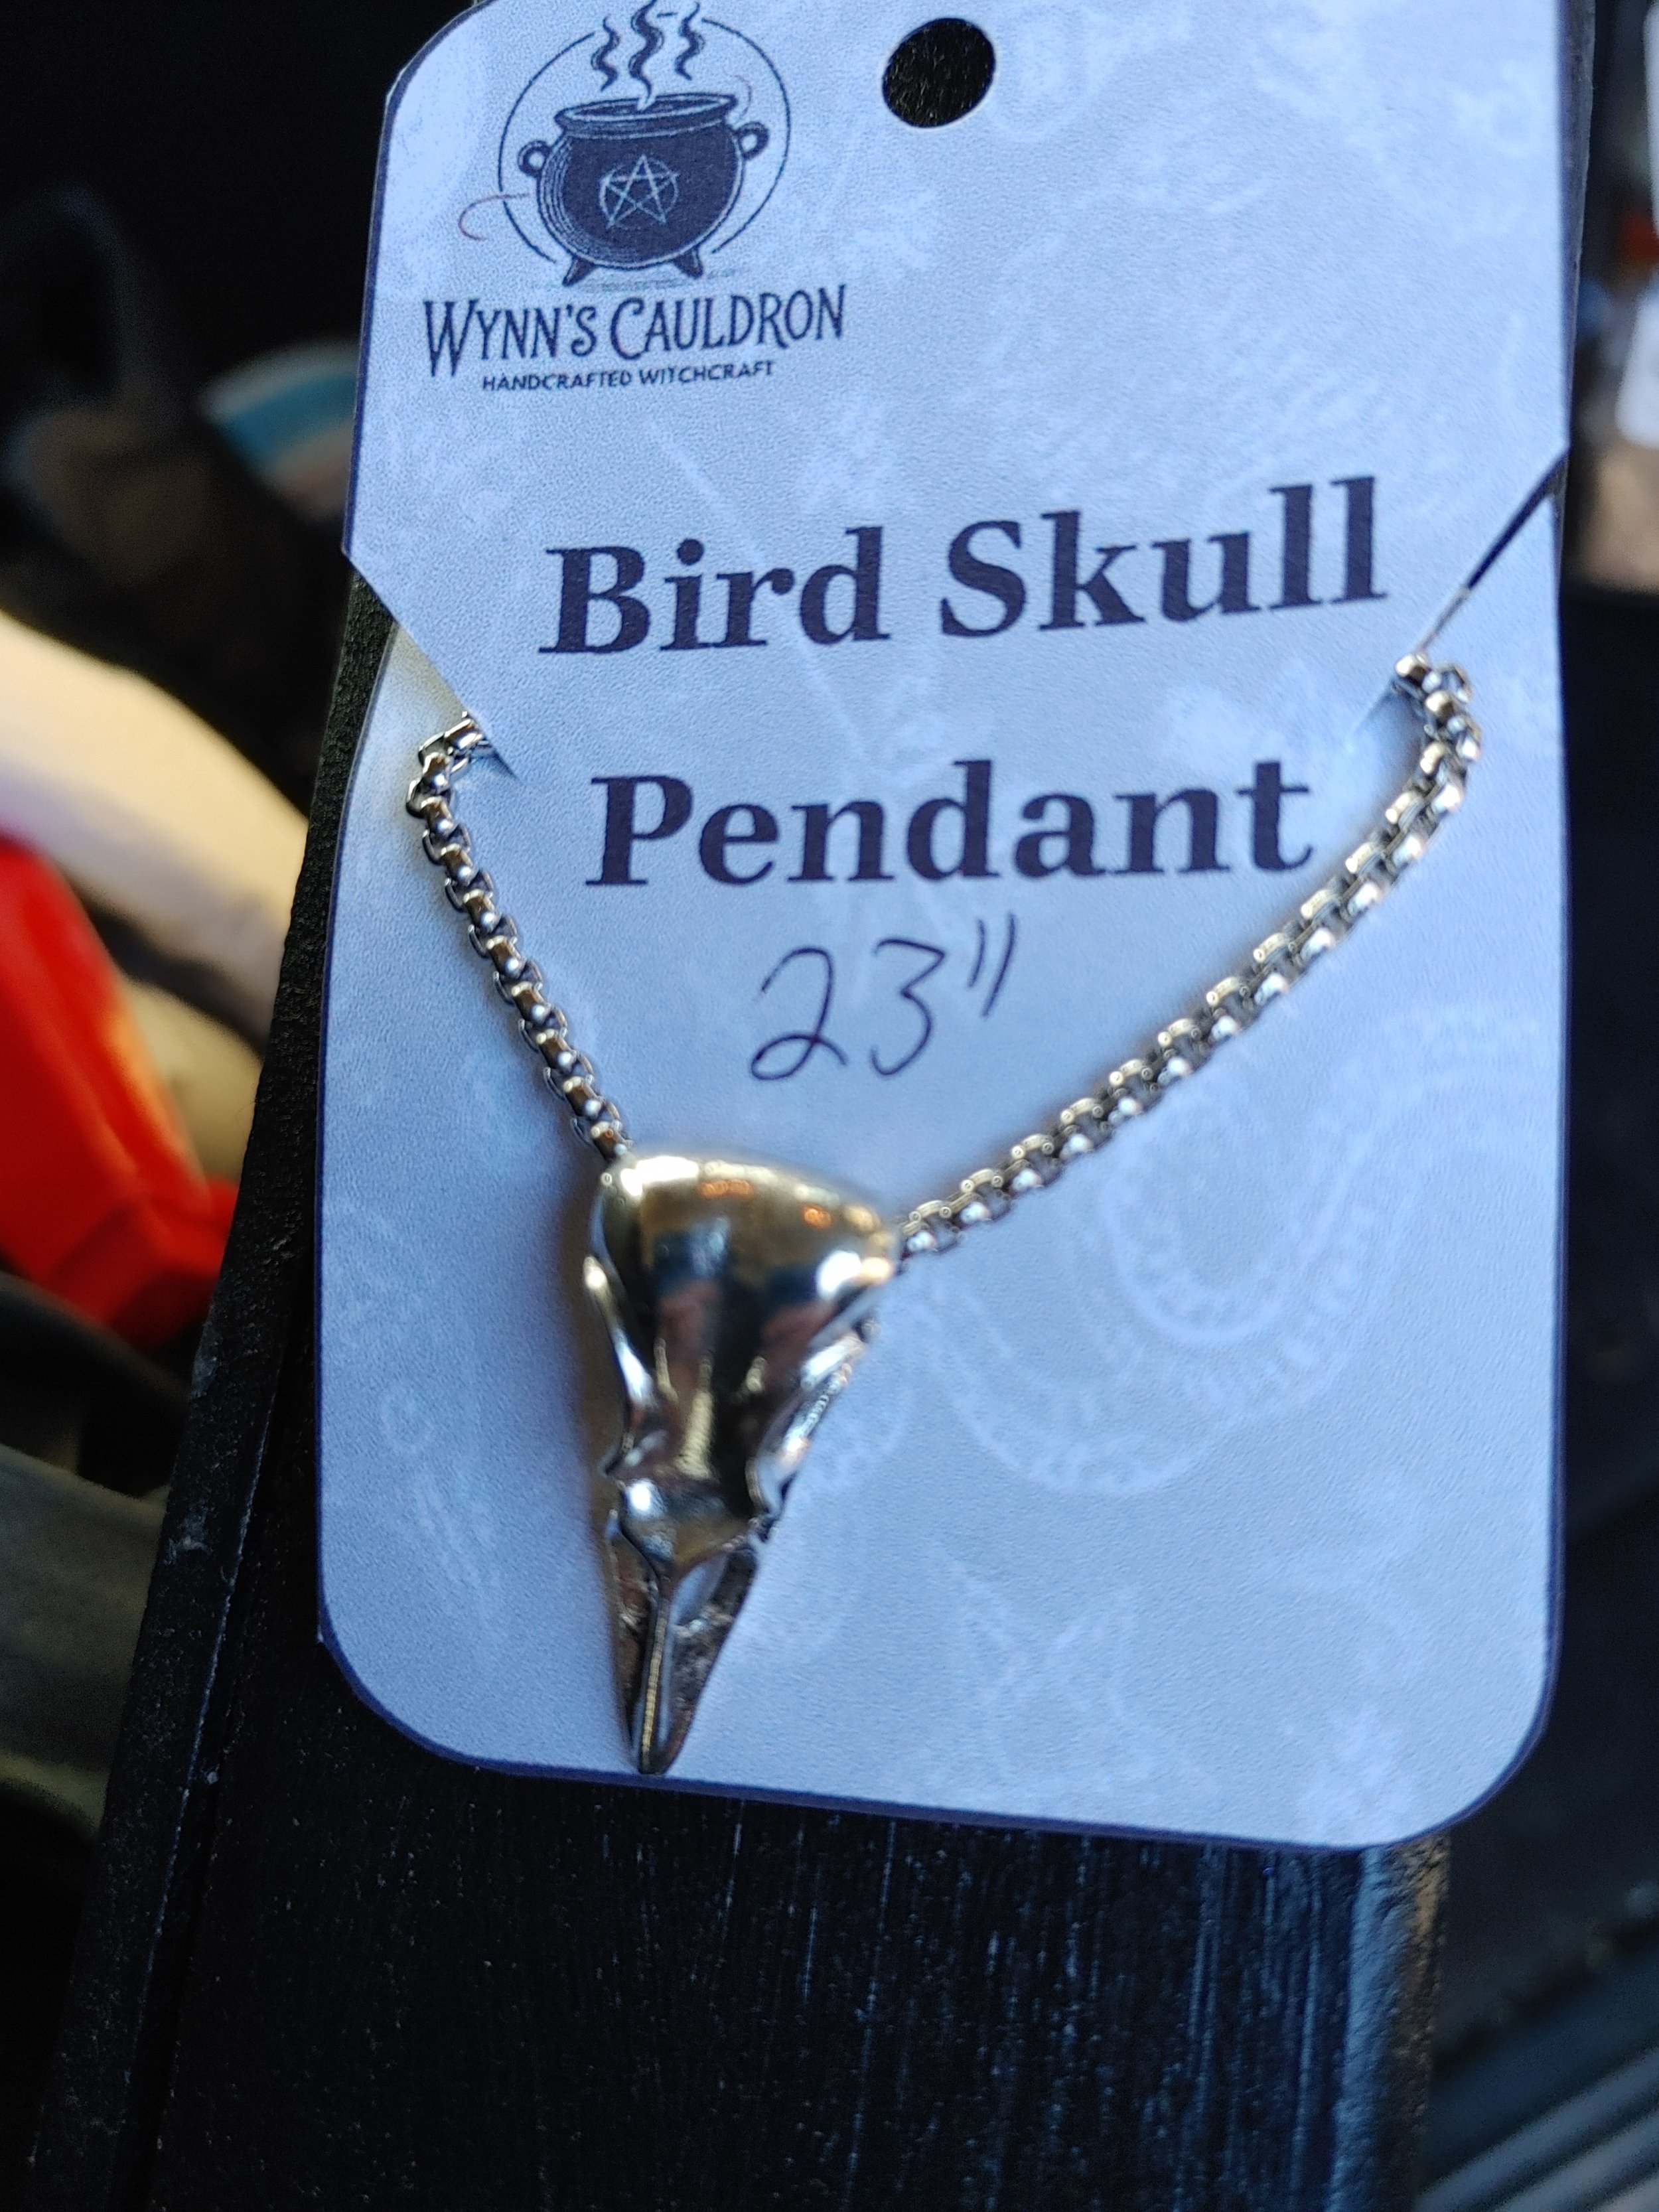 WYNN'S CAULDRON
HANDCRAFTED WITCHCRAFT
Bird Skull
Pendant
23"